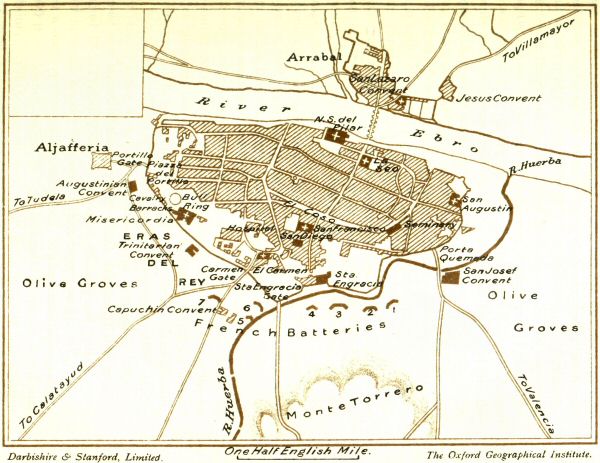 Arrabal
To Villamayor
San Lazaro
Convent
Jesus Convent
River
Ebro
N.S. del
Pilar
La
Seo
R. Huerba
Aljafferia
Portillo
Gate
Piazza
del
Portillo
Augustinian
Convent
To Tudela
Cavalry
Barracks
Bull
Ring
Misericordia
San
Augustin
El Coso
Hospital
San Francisco
San Diego
Seminary
ERAS
DEL
REY
Trinitarian
Convent
Porta
Quemada
Carmen
Gate
El Carmen
Sta
Engracia
Sta Engracia
Gate
San Josef
Convent
Olive Groves
Olive
Groves
Capuchin Convent
7
6
5
4
3
2
1
French Batteries
To Calatayud
R. Huerba
Monte Torrero
To Valencia
One Half English Mile.
Darbishire & Stanford, Limited.
The Oxford Geographical Institute.